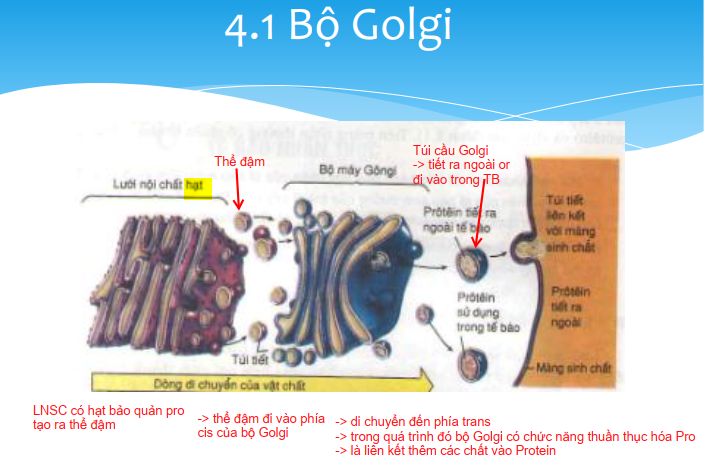 4.1 Bộ Golgi
Túi cầu Golgi
-> tiết ra ngoài or
đi vào trong TB
Thể đậm
Lưới nội chất hạt
Bộ máy Gôngi
Prôtêin tiết ra
ngoài tế bào
Túi tiết
liên kết
với màng
sinh chất
Prôtêin
sử dụng
trong tế bào
Prôtêin
tiết ra
ngoài
Túi tiết
Màng sinh chất
Dòng di chuyển của vật chất
LNSC có hạt bảo quản pro
tạo ra thể đậm
-> thể đậm đi vào phía
cis của bộ Golgi
-> di chuyển đến phía trans
-> trong quá trình đó bộ Golgi có chức năng thuần thục hóa Pro
-> là liên kết thêm các chất vào Protein